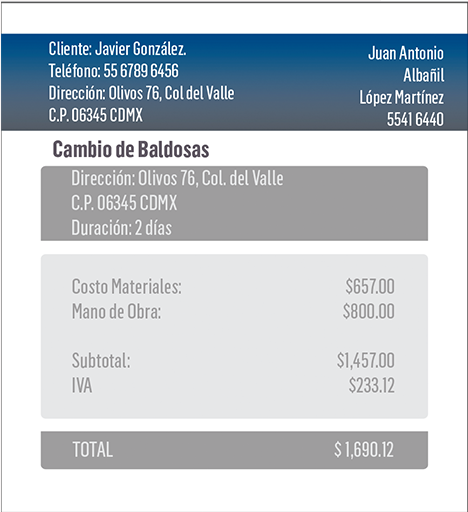 Cliente: Javier González.
Teléfono: 55 6789 6456
Dirección: Olivos 76, Col del Valle
C.P. 06345 CDMX
Juan Antonio
Albañil
López Martínez
5541 6440
Cambio de Baldosas
Dirección: Olivos 76, Col. del Valle
C.P. 06345 CDMX
Duración: 2 días
Costo Materiales: $657.00
Mano de Obra: $800.00
Subtotal: $1,457.00
IVA $233.12
TOTAL $ 1,690.12